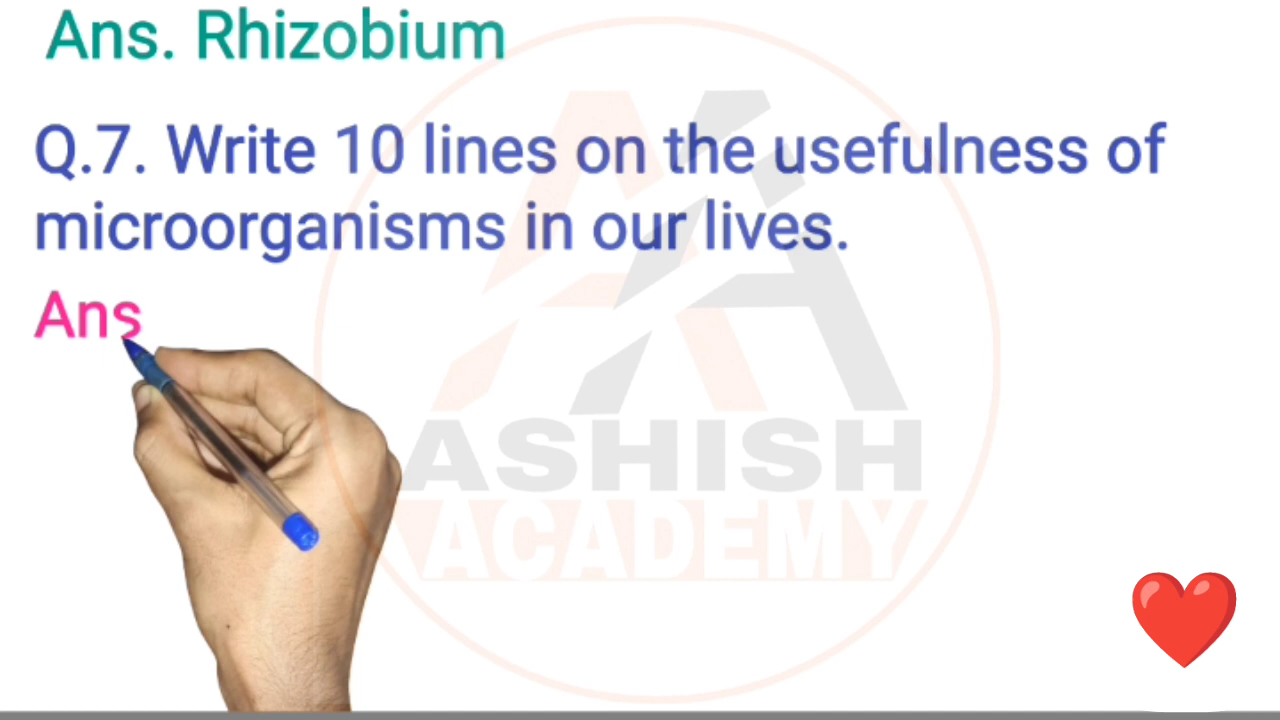 Ans. Rhizobium
Q.7. Write 10 lines on the usefulness of
microorganisms in our lives.
Ans
ASHISH
ACADEMY